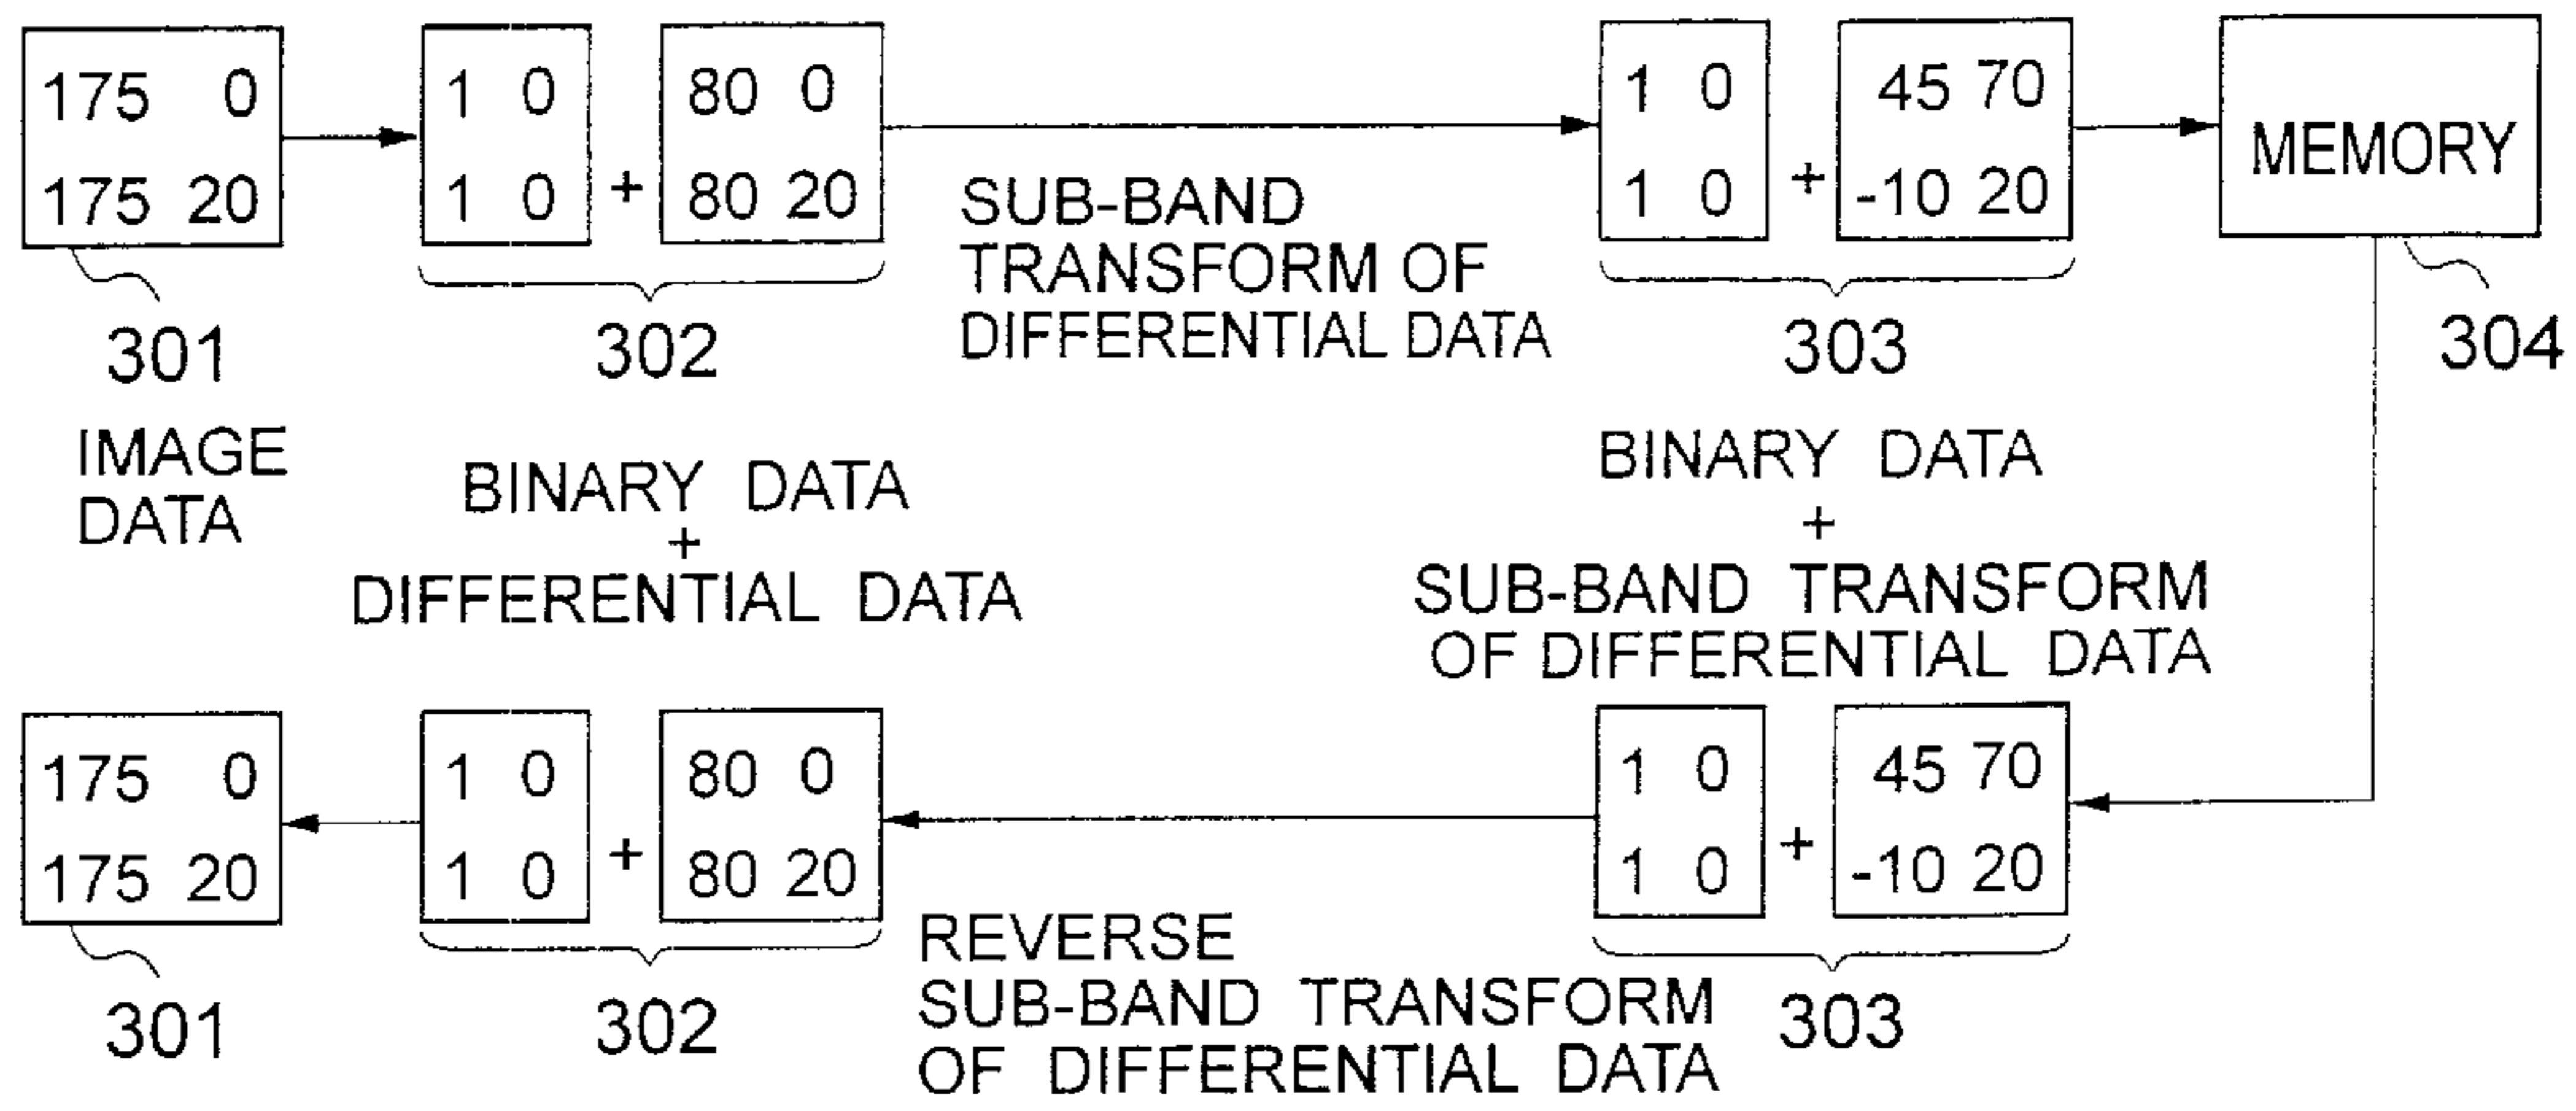 175 0 1 0 80 0 1 0 45 70
175 20 1 0 + 80 20 1 0 + -10 20 MEMORY
SUB-BAND
TRANSFORM OF
DIFFERENTIAL DATA
301 302 303 304
IMAGE
DATA
BINARY DATA
+
DIFFERENTIAL DATA
BINARY DATA
+
SUB-BAND TRANSFORM
OF DIFFERENTIAL DATA
175 0 1 0 80 0 1 0 45 70
175 20 1 0 + 80 20 1 0 + -10 20
REVERSE
SUB-BAND TRANSFORM
OF DIFFERENTIAL DATA
301 302 303